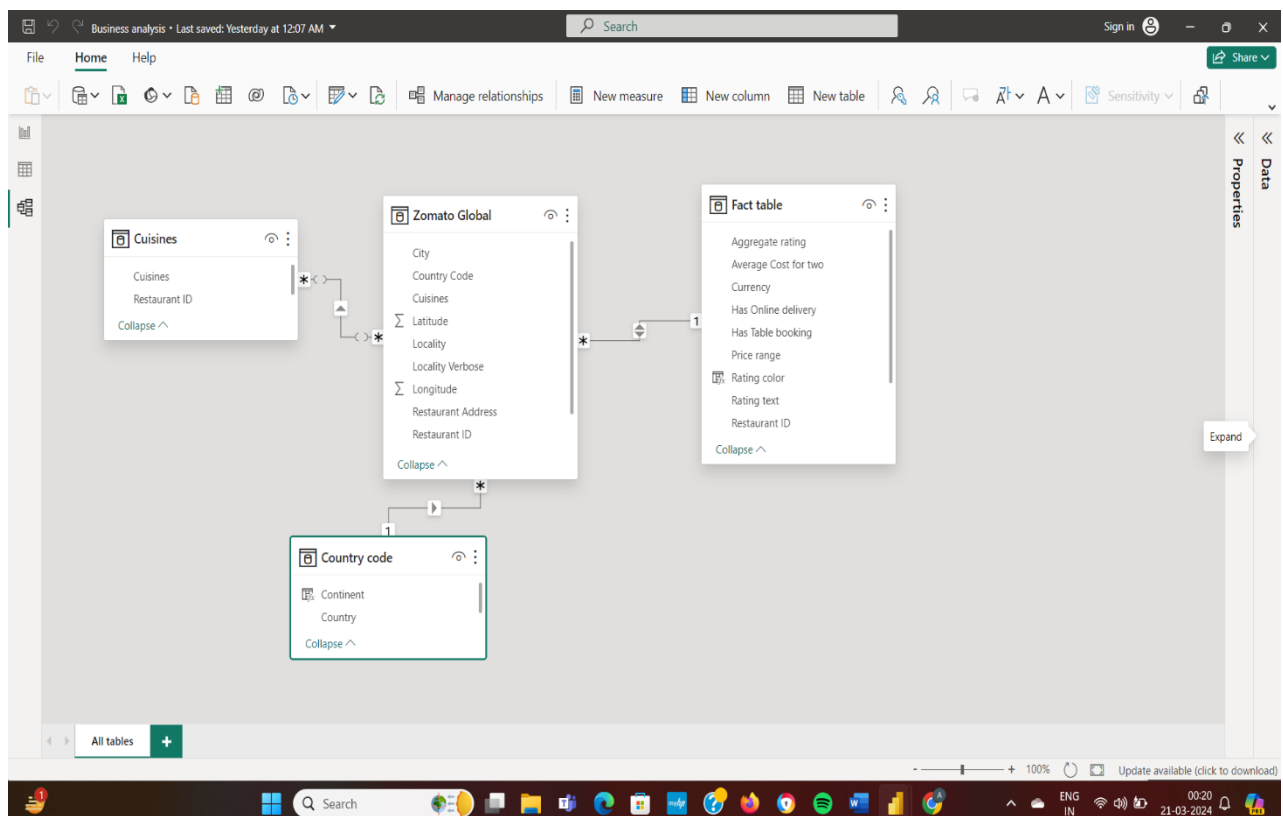 Business analysis • Last saved: Yesterday at 12:07 AM
Search
Sign in
File
Home
Help
Share
Manage relationships
New measure
New column
New table
Sensitivity
Properties
Data
Cuisines
Cuisines
Restaurant ID
Collapse
Zomato Global
City
Country Code
Cuisines
Σ Latitude
Locality
Locality Verbose
Σ Longitude
Restaurant Address
Restaurant ID
Collapse
Fact table
Aggregate rating
Average Cost for two
Currency
Has Online delivery
Has Table booking
Price range
Rating color
Rating text
Restaurant ID
Collapse
* *
* 1
*
1
Country code
Continent
Country
Collapse
Expand
All tables
+
- + 100%
Update available (click to download)
1
Search
ENG
IN
00:20
21-03-2024